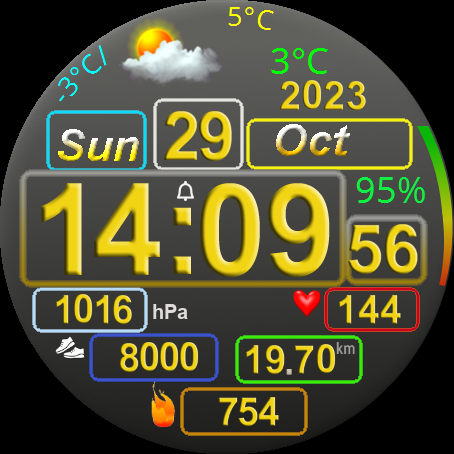 5°C
-3°C/
3°C
2023
Sun 29 Oct
95%
14:09 56
1016 hPa
144
8000
19.70 km
754